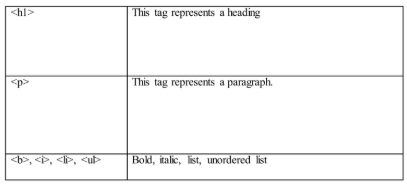 <h1> This tag represents a heading
<p> This tag represents a paragraph.
<b>, <i>, <li>, <ul> Bold, italic, list, unordered list